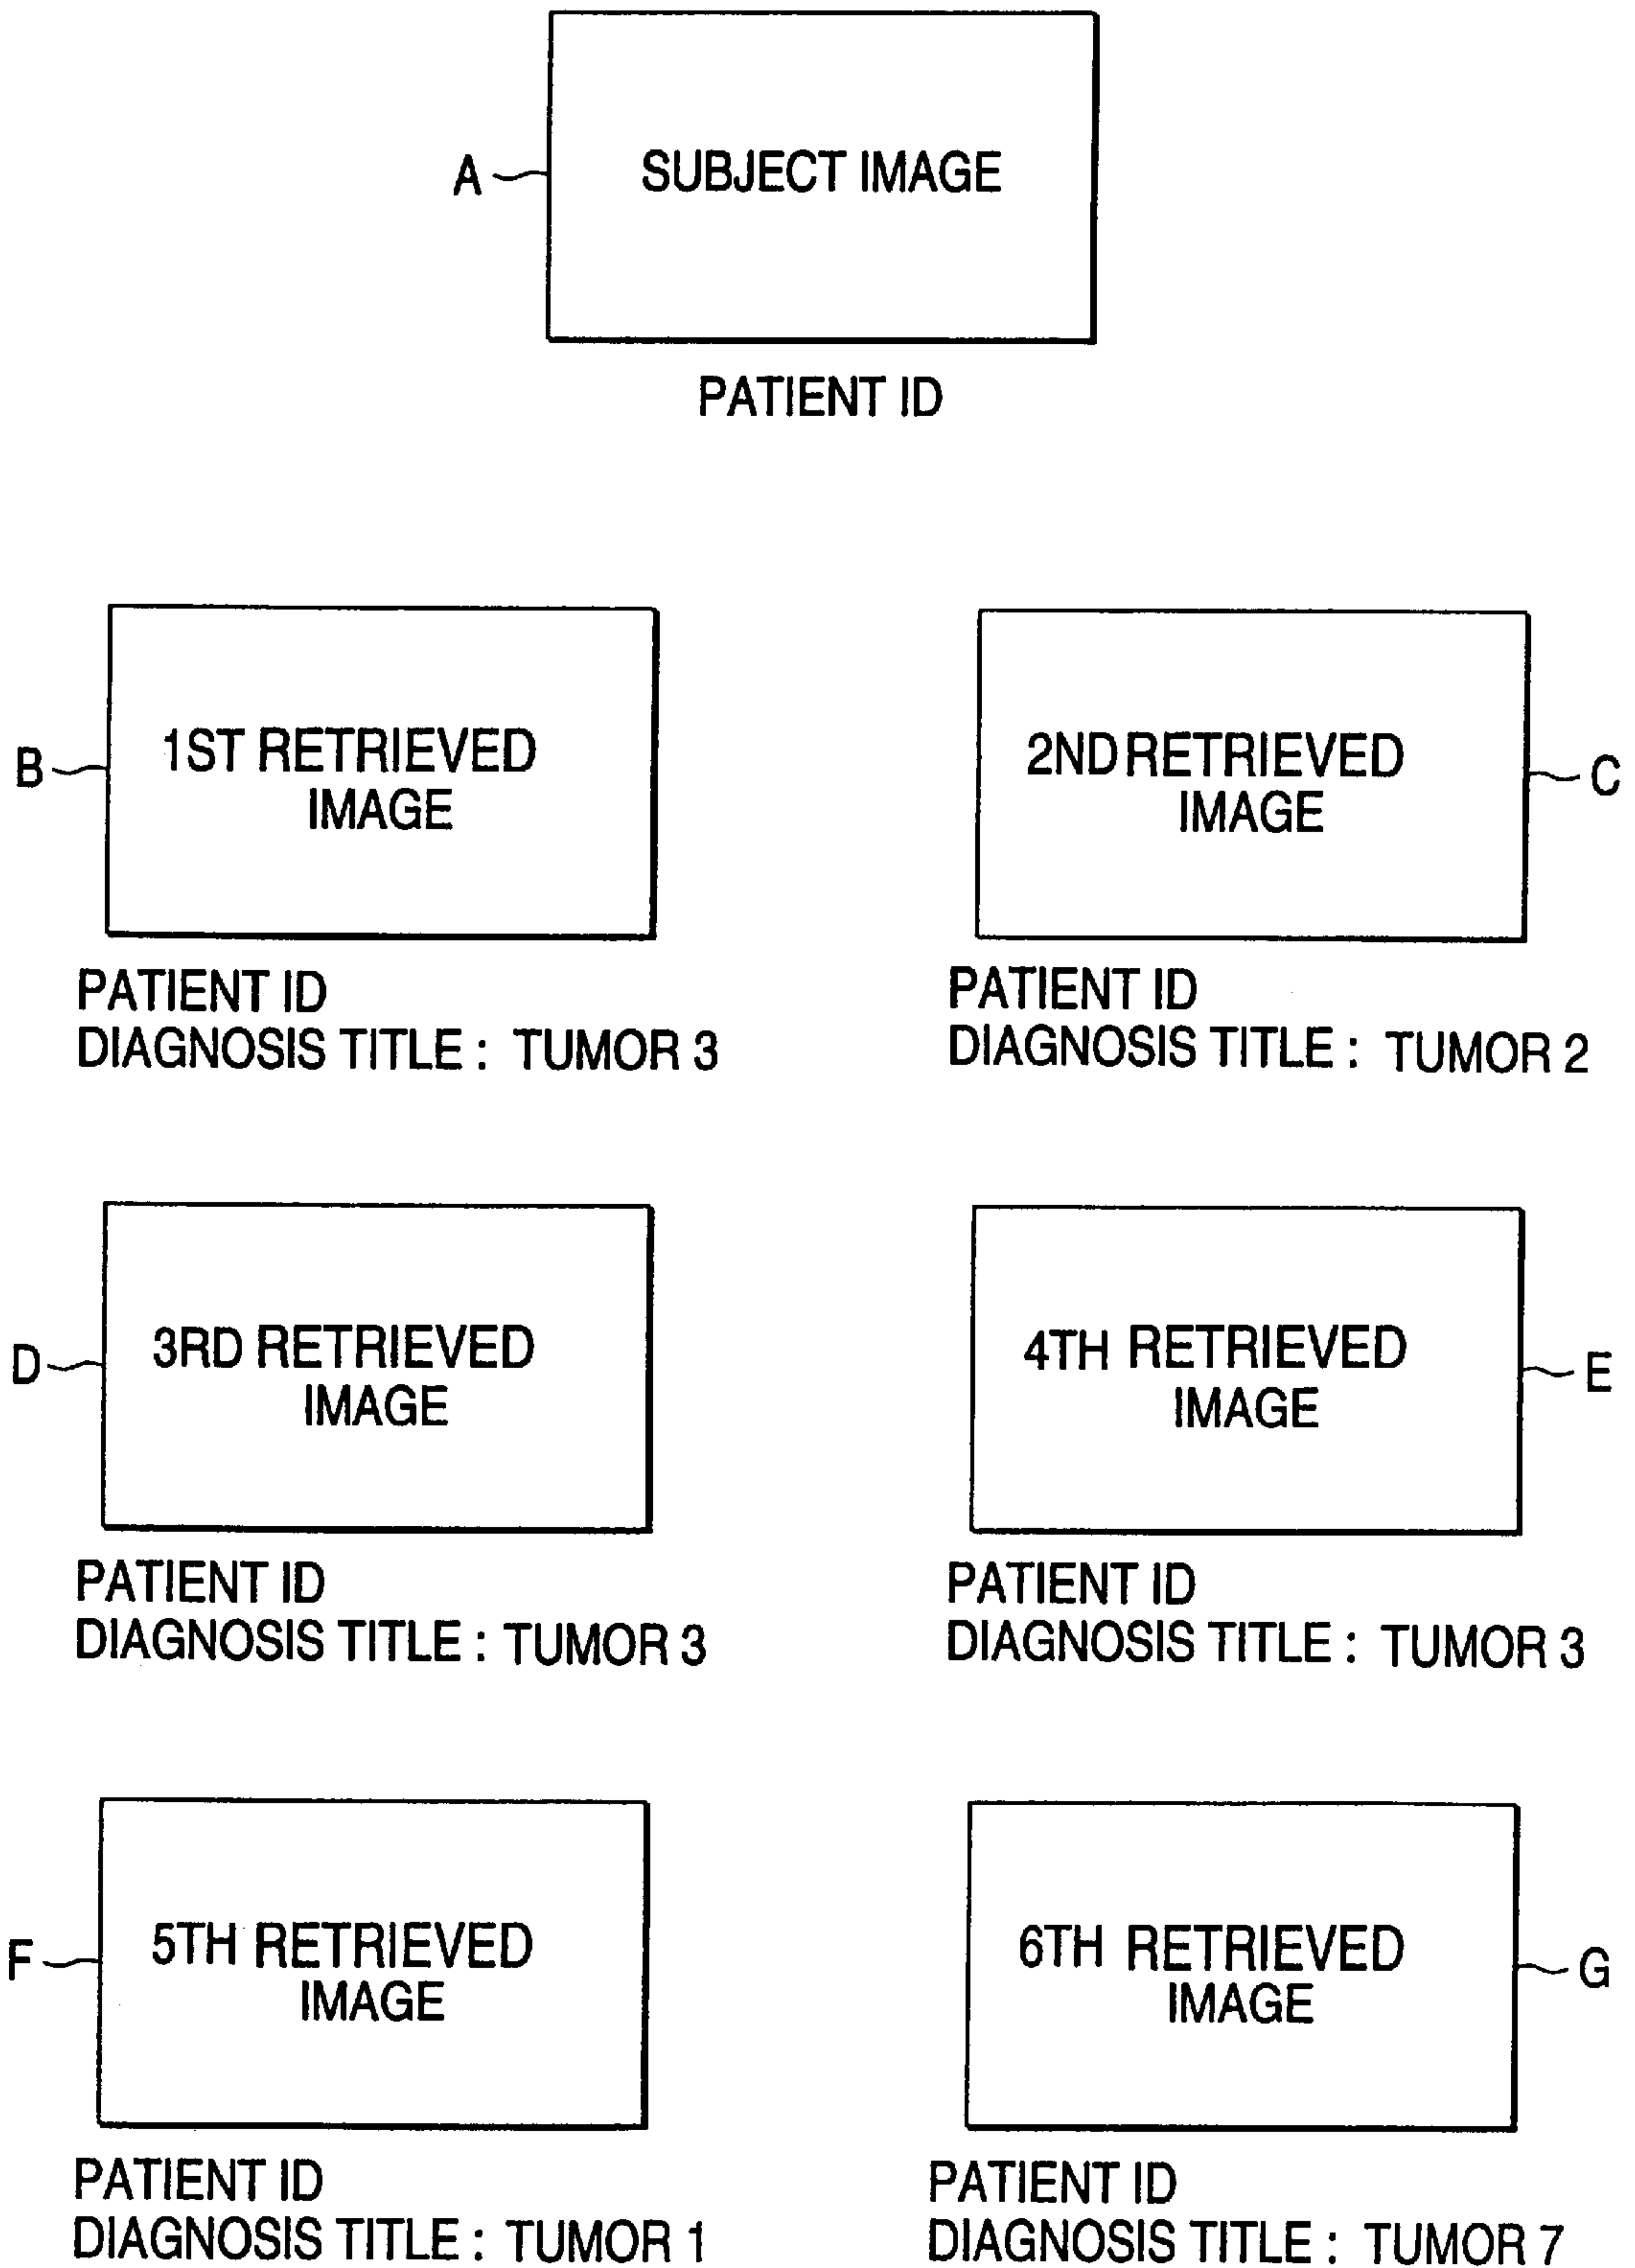 A SUBJECT IMAGE
PATIENT ID
B 1ST RETRIEVED
IMAGE
PATIENT ID
DIAGNOSIS TITLE : TUMOR 3
2ND RETRIEVED
IMAGE C
PATIENT ID
DIAGNOSIS TITLE : TUMOR 2
D 3RD RETRIEVED
IMAGE
PATIENT ID
DIAGNOSIS TITLE : TUMOR 3
4TH RETRIEVED
IMAGE E
PATIENT ID
DIAGNOSIS TITLE : TUMOR 3
F 5TH RETRIEVED
IMAGE
PATIENT ID
DIAGNOSIS TITLE : TUMOR 1
6TH RETRIEVED
IMAGE G
PATIENT ID
DIAGNOSIS TITLE : TUMOR 7